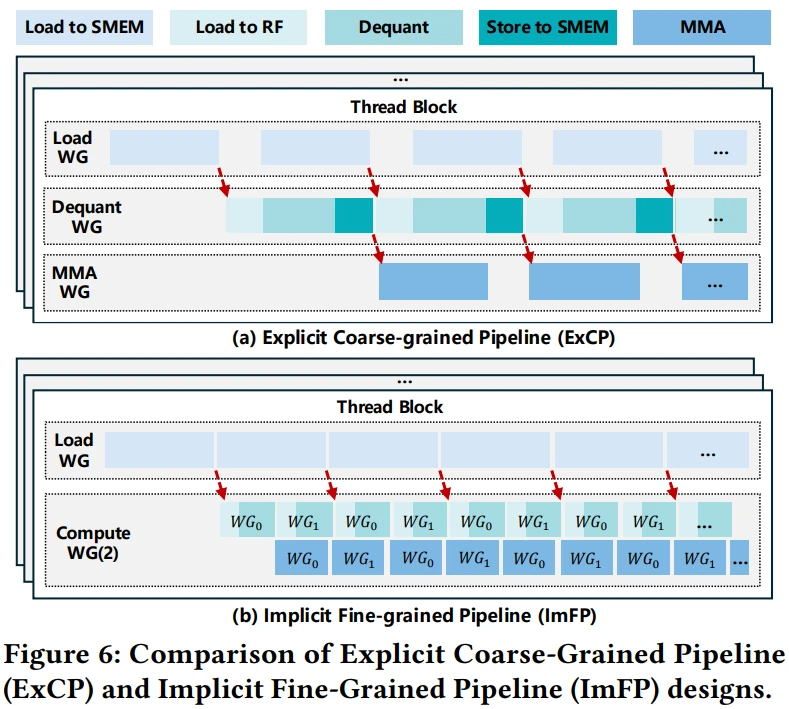 Load to SMEM Load to RF Dequant Store to SMEM MMA
...
Thread Block
Load
WG
...
Dequant
WG
...
MMA
WG
...
(a) Explicit Coarse-grained Pipeline (ExCP)
...
Thread Block
Load
WG
...
Compute
WG(2)
WG₀ WG₁ WG₀ WG₁ WG₀ WG₁ WG₀ WG₁ ...
WG₀ WG₁ WG₀ WG₁ WG₀ WG₁ WG₀ WG₁ ...
(b) Implicit Fine-grained Pipeline (ImFP)
Figure 6: Comparison of Explicit Coarse-Grained Pipeline
(ExCP) and Implicit Fine-Grained Pipeline (ImFP) designs.